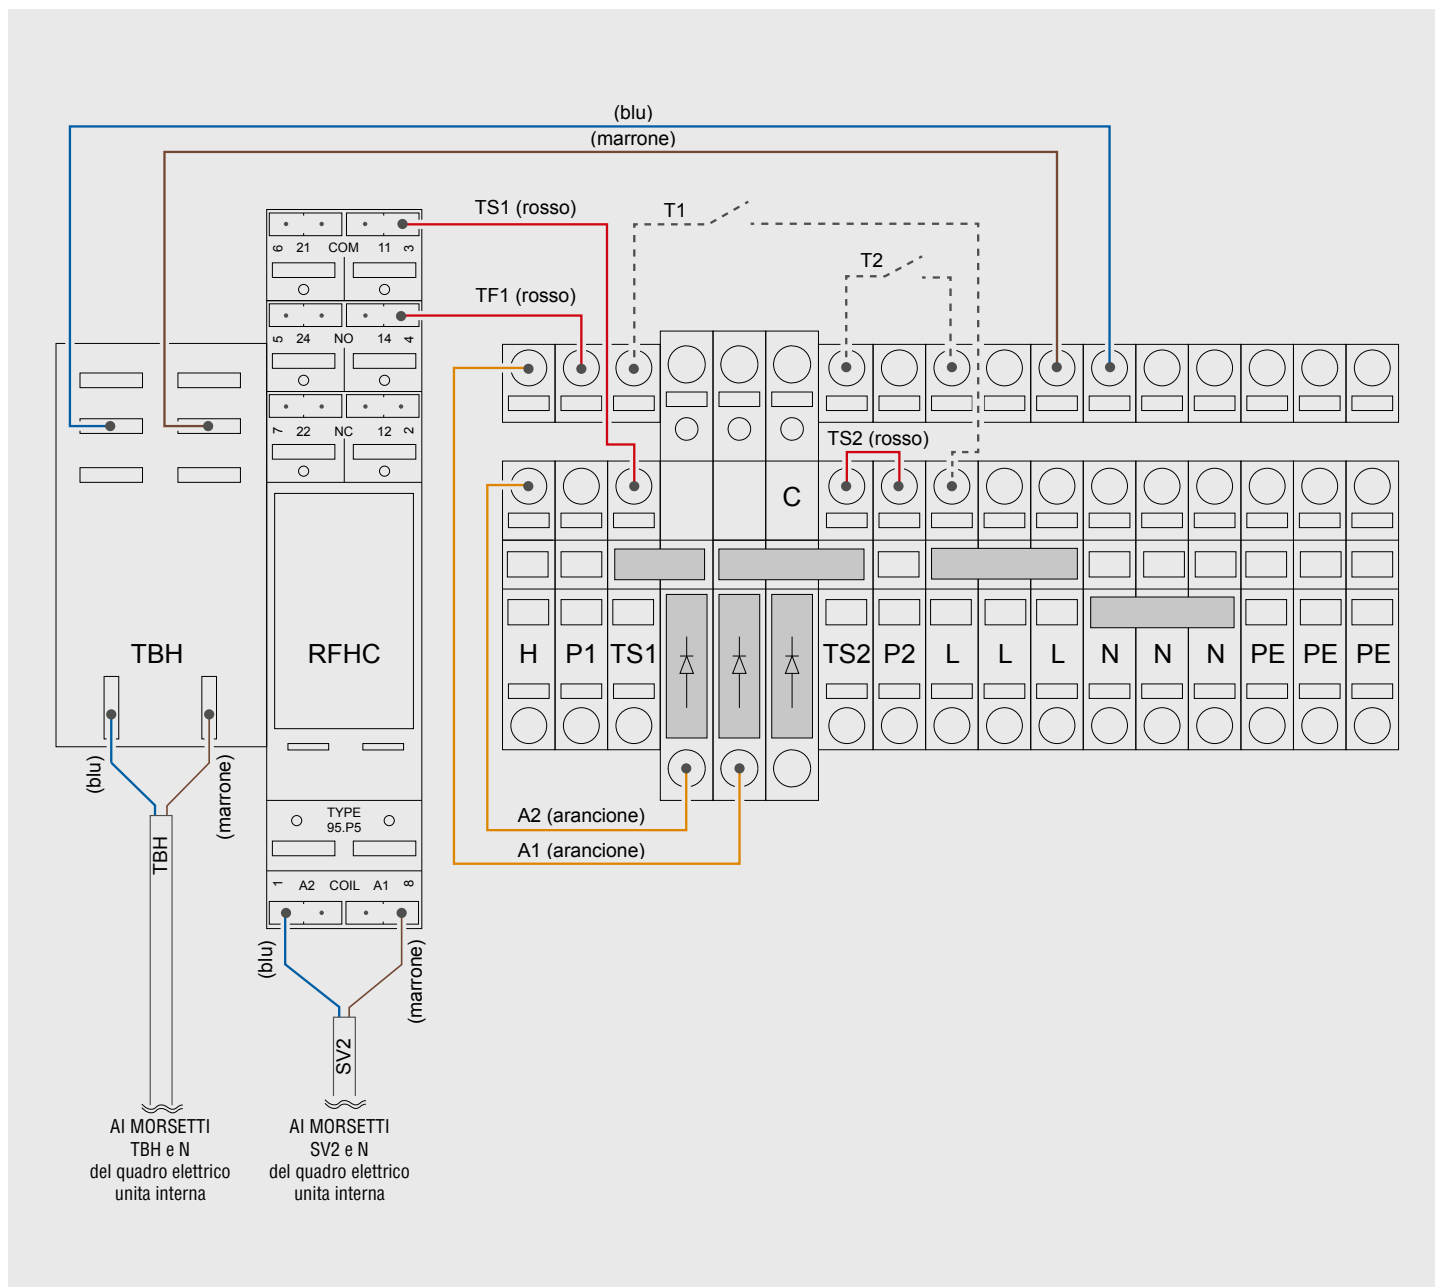 (blu)
(marrone)
TS1 (rosso)
T1
6 21 COM 11 3
T2
TF1 (rosso)
5 24 NO 14 4
7 22 NC 12 2
TS2 (rosso)
C
TBH
RFHC
H P1 TS1 TS2 P2 L L L N N N PE PE PE
(blu)
(marrone)
TYPE
95.P5
A2 (arancione)
A1 (arancione)
TBH
1 A2 COIL A1 8
(blu)
(marrone)
SV2
AI MORSETTI
TBH e N
del quadro elettrico
unita interna
AI MORSETTI
SV2 e N
del quadro elettrico
unita interna